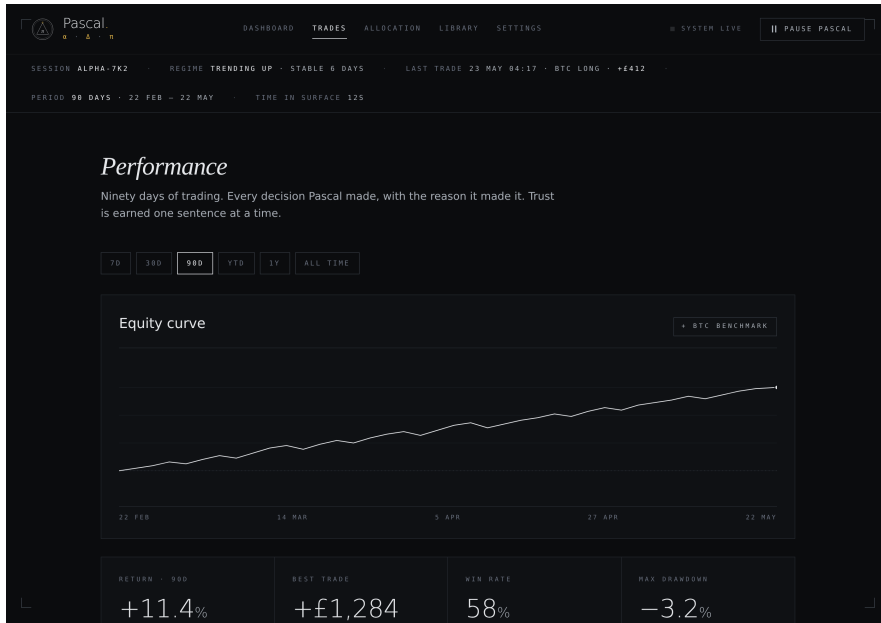 Pascal.
α · Δ · π
DASHBOARD TRADES ALLOCATION LIBRARY SETTINGS
SYSTEM LIVE
PAUSE PASCAL
SESSION ALPHA-7K2 · REGIME TRENDING UP · STABLE 6 DAYS · LAST TRADE 23 MAY 04:17 · BTC LONG · +£412 ·
PERIOD 90 DAYS · 22 FEB — 22 MAY · TIME IN SURFACE 12S
Performance
Ninety days of trading. Every decision Pascal made, with the reason it made it. Trust
is earned one sentence at a time.
7D 30D 90D YTD 1Y ALL TIME
Equity curve
+ BTC BENCHMARK
22 FEB 14 MAR 5 APR 27 APR 22 MAY
RETURN · 90D BEST TRADE WIN RATE MAX DRAWDOWN
+11.4% +£1,284 58% −3.2%